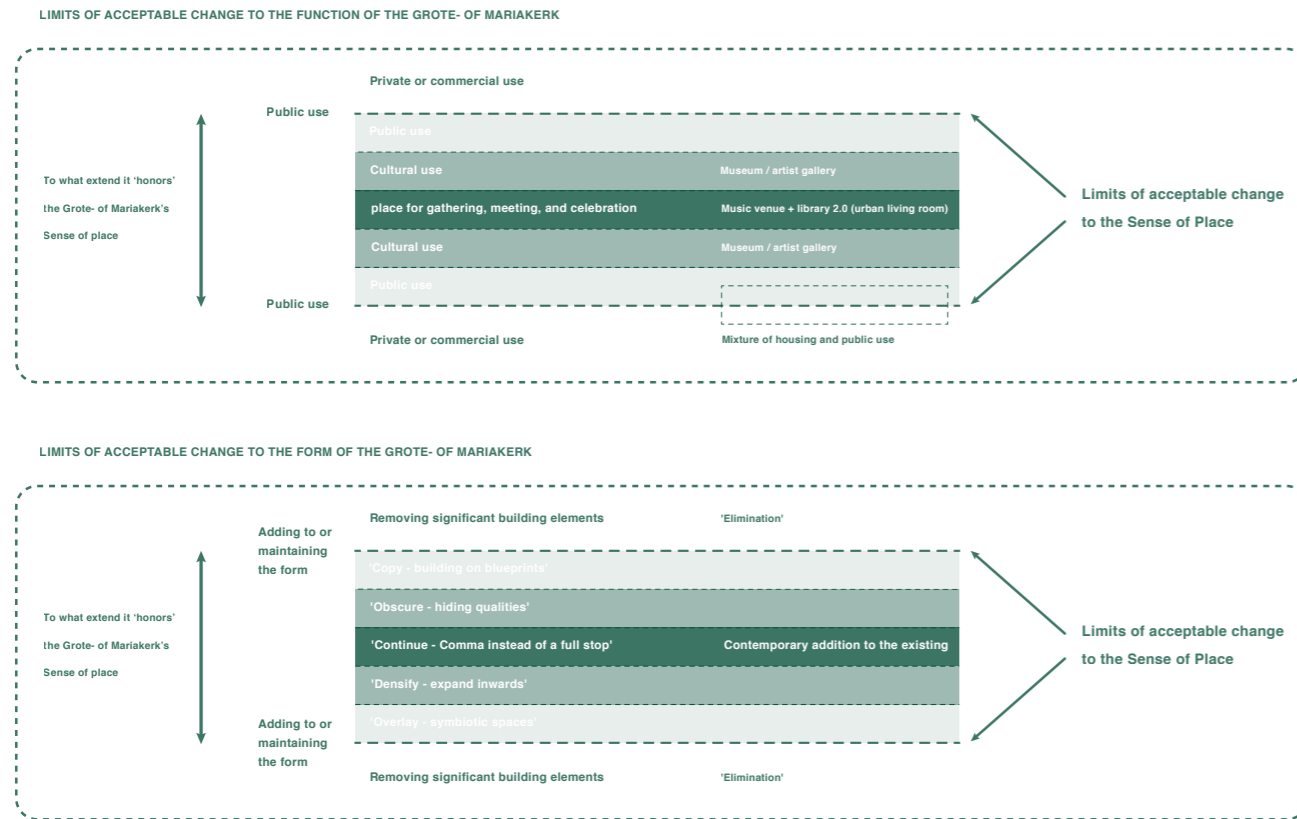 LIMITS OF ACCEPTABLE CHANGE TO THE FUNCTION OF THE GROTE- OF MARIAKERK
Private or commercial use
Public use
Public use
Cultural use
Museum / artist gallery
To what extend it ‘honors’
the Grote- of Mariakerk's
Sense of place
place for gathering, meeting, and celebration
Music venue + library 2.0 (urban living room)
Limits of acceptable change
to the Sense of Place
Cultural use
Museum / artist gallery
Public use
Public use
Private or commercial use
Mixture of housing and public use
LIMITS OF ACCEPTABLE CHANGE TO THE FORM OF THE GROTE- OF MARIAKERK
Removing significant building elements
'Elimination'
Adding to or
maintaining
the form
'Copy - building on blueprints'
'Obscure - hiding qualities'
To what extend it ‘honors’
the Grote- of Mariakerk's
Sense of place
'Continue - Comma instead of a full stop'
Contemporary addition to the existing
Limits of acceptable change
to the Sense of Place
'Densify - expand inwards'
'Overlay - symbiotic spaces'
Adding to or
maintaining
the form
Removing significant building elements
'Elimination'